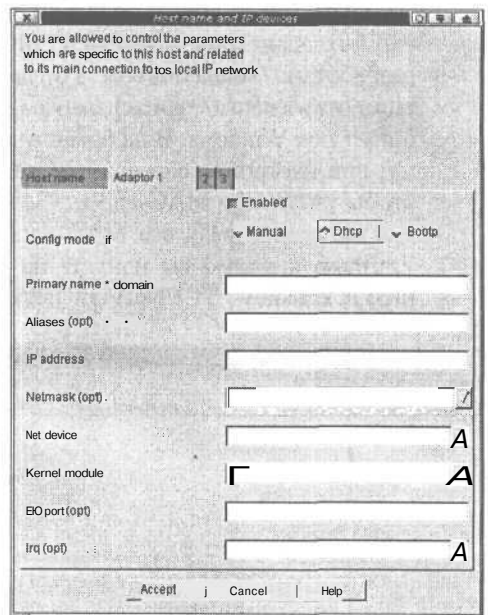 Host name and IP devices
You are allowed to control the parameters
which are specific to this host and related
to its main connection to tos local IP network
Host name Adaptor 1 2 3
Enabled
Config mode if Manual Dhcp | Bootp
Primary name * domain
Aliases (opt) · ·
IP address
Netmask (opt).
Net device A
Kernel module Γ A
EIO port (opt)
Irq (opt) A
Accept j Cancel | Help